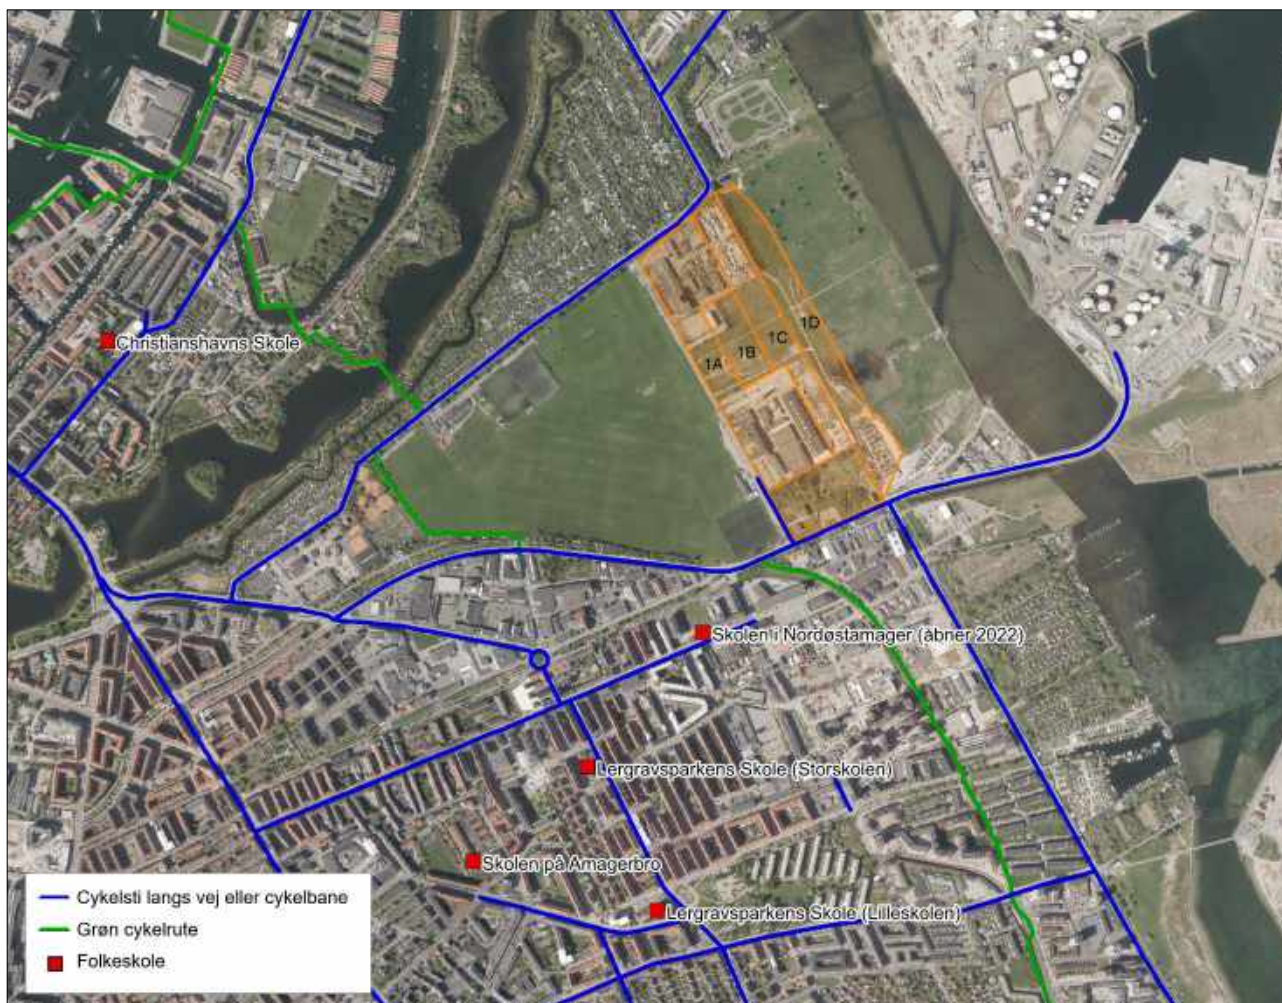 1D
1C
1B
1A
Christianshavns Skole
Skolen i Nordøstamager (åbner 2022)
Lergravsparkens Skole (Storskolen)
Skolen på Amagerbro
Lergravsparkens Skole (Lilleskolen)
Cykelsti langs vej eller cykelbane
Grøn cykelrute
Folkeskole